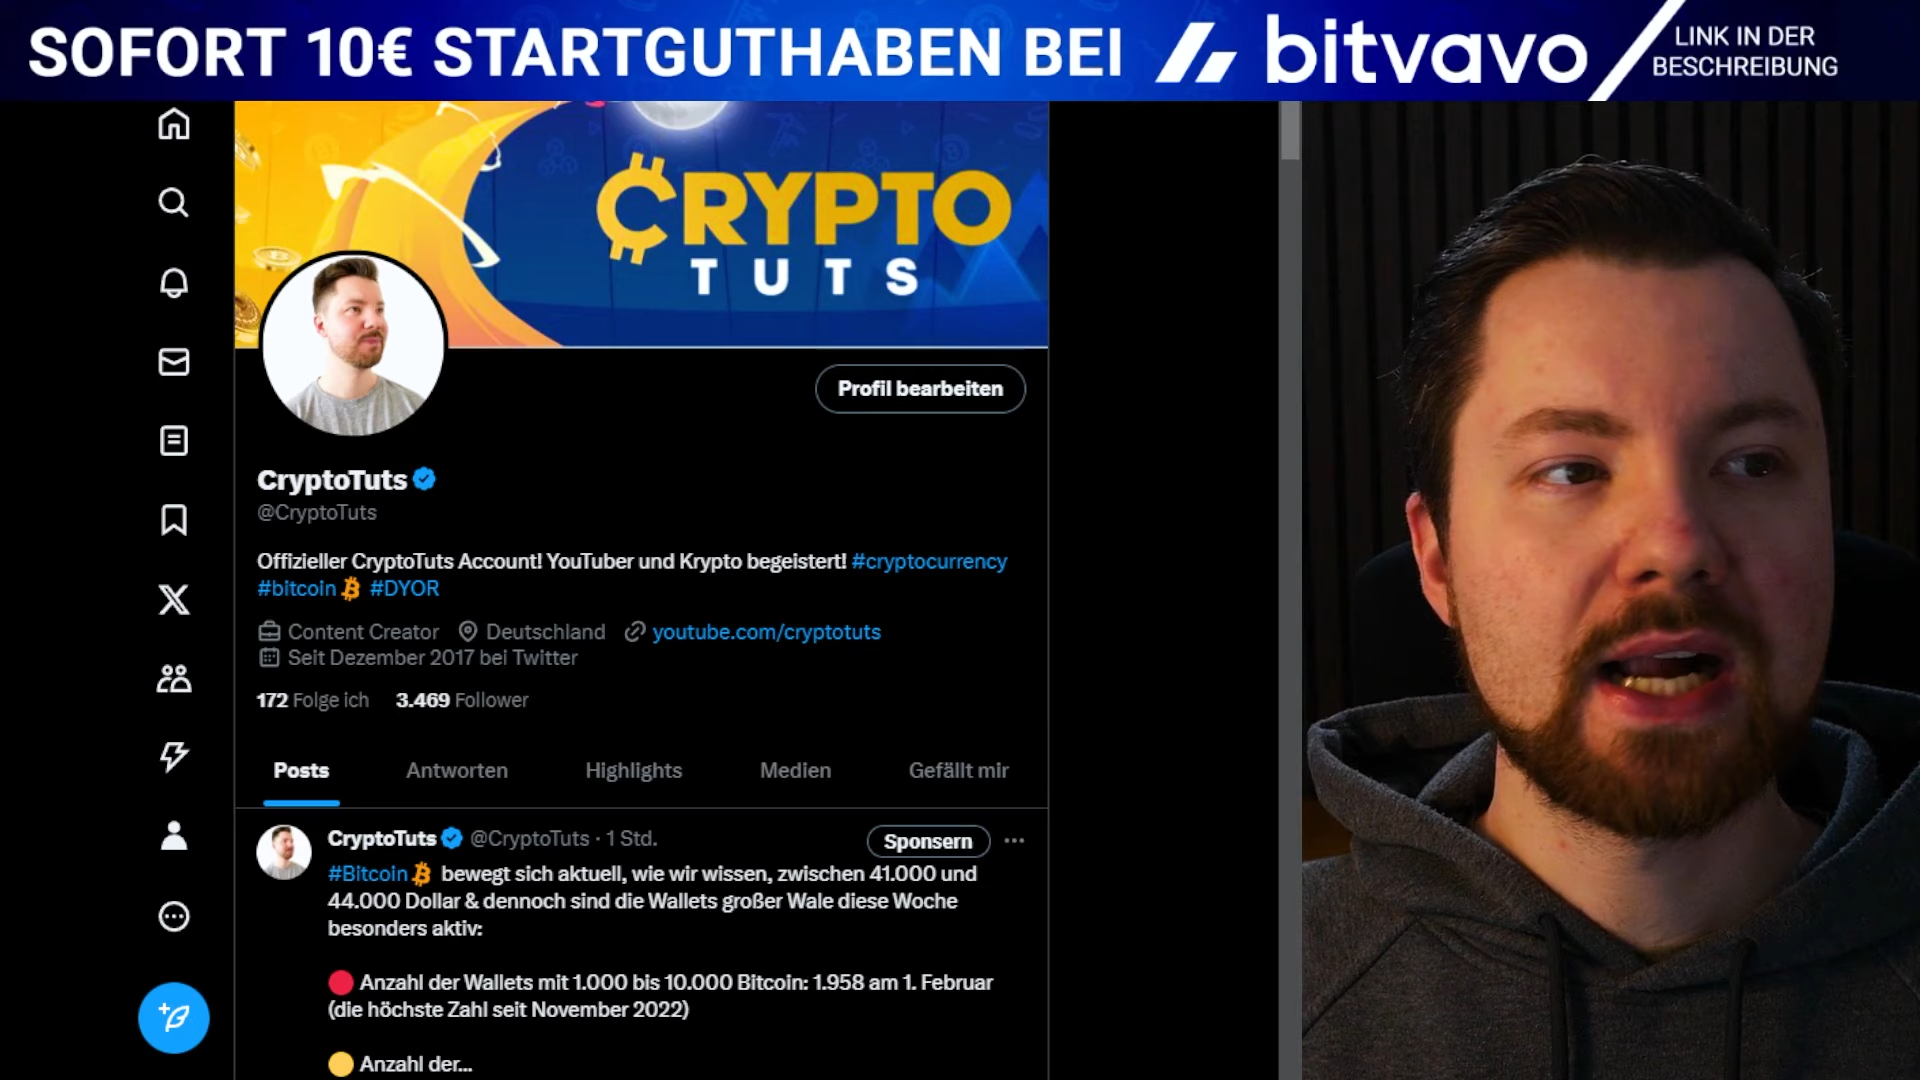 SOFORT 10€ STARTGUTHABEN BEI bitvavo
LINK IN DER
BESCHREIBUNG
CRYPTO
TUTS
Profil bearbeiten
CryptoTuts
@CryptoTuts
Offizieller CryptoTuts Account! YouTuber und Krypto begeistert! #cryptocurrency
#bitcoin #DYOR
Content Creator Deutschland youtube.com/cryptotuts
Seit Dezember 2017 bei Twitter
172 Folge ich 3.469 Follower
Posts Antworten Highlights Medien Gefällt mir
CryptoTuts @CryptoTuts · 1 Std. Sponsern
#Bitcoin bewegt sich aktuell, wie wir wissen, zwischen 41.000 und
44.000 Dollar & dennoch sind die Wallets großer Wale diese Woche
besonders aktiv:
Anzahl der Wallets mit 1.000 bis 10.000 Bitcoin: 1.958 am 1. Februar
(die höchste Zahl seit November 2022)
Anzahl der...